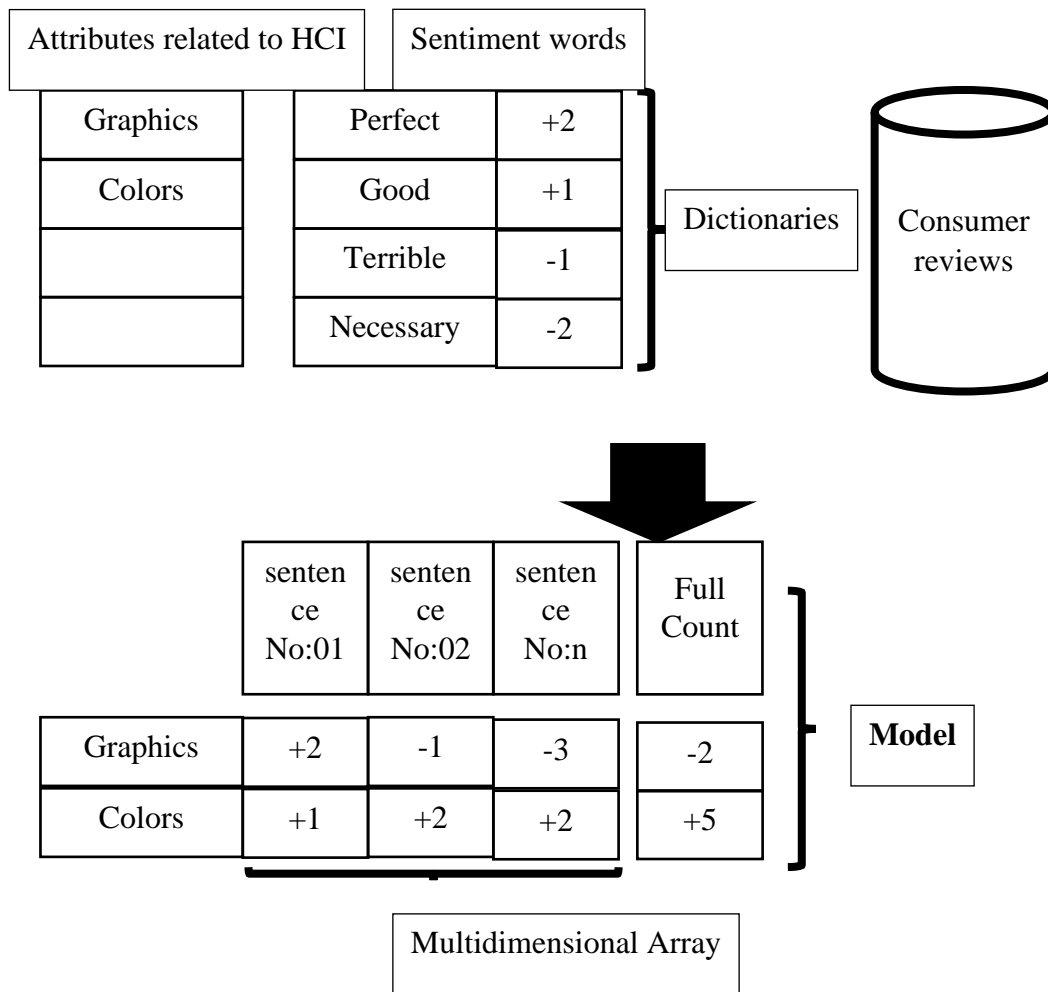 Attributes related to HCI
Sentiment words
Graphics
Perfect
+2
Colors
Good
+1
Terrible
-1
Necessary
-2
Dictionaries
Consumer
reviews
senten
ce
No:01
senten
ce
No:02
senten
ce
No:n
Full
Count
Graphics
+2
-1
-3
-2
Colors
+1
+2
+2
+5
Model
Multidimensional Array